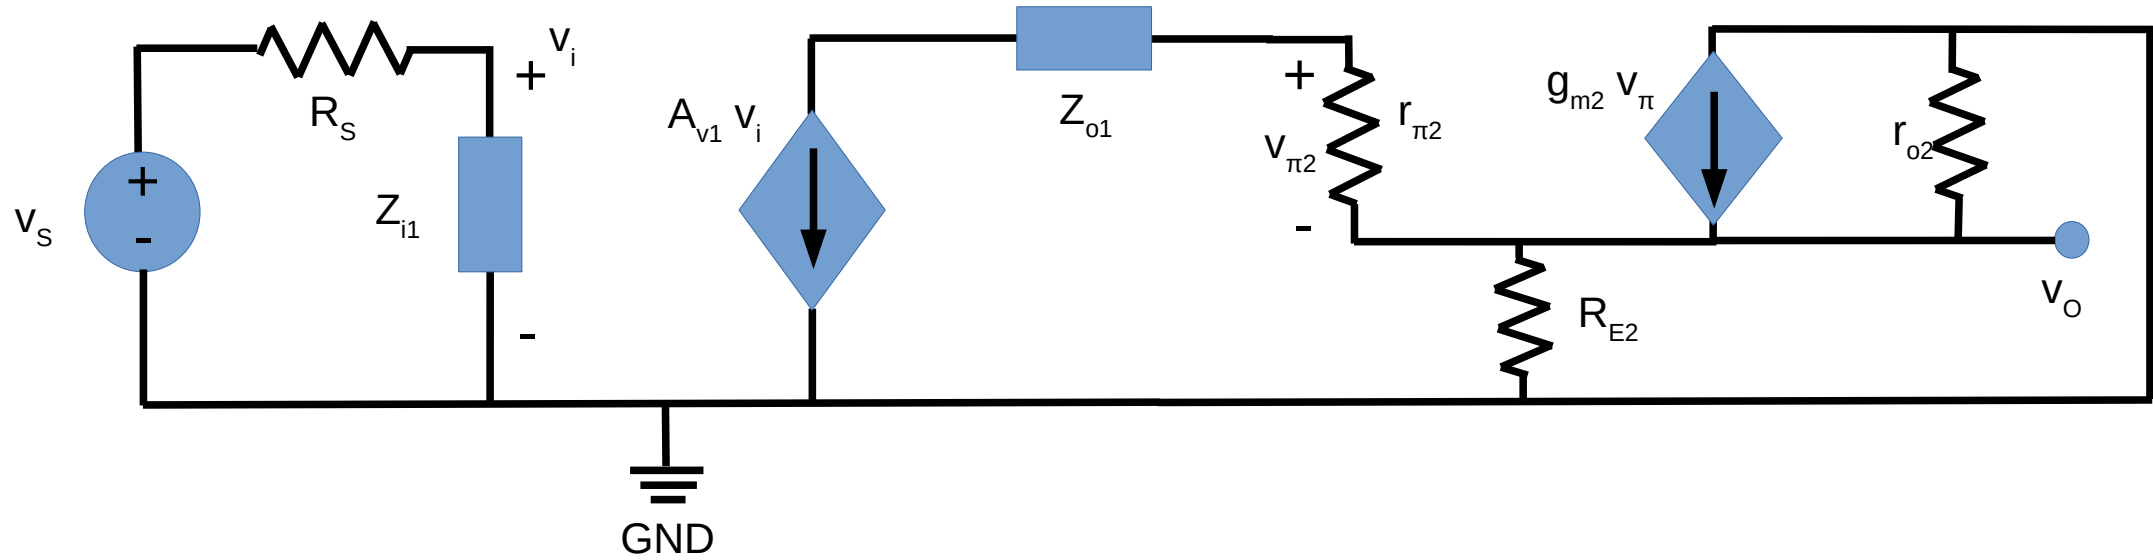 v_S
+
-
R_S
v_i
+
Z_i1
-
A_v1 v_i
Z_o1
+
v_π2
-
r_π2
g_m2 v_π
r_o2
R_E2
v_O
GND